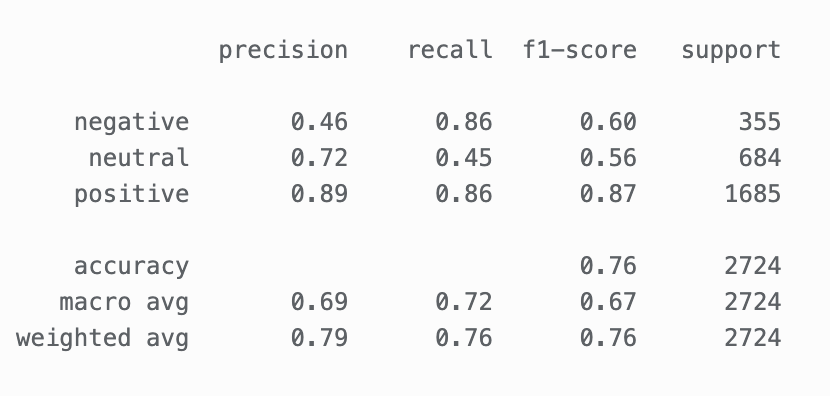 precision recall f1-score support
negative 0.46 0.86 0.60 355
neutral 0.72 0.45 0.56 684
positive 0.89 0.86 0.87 1685
accuracy 0.76 2724
macro avg 0.69 0.72 0.67 2724
weighted avg 0.79 0.76 0.76 2724